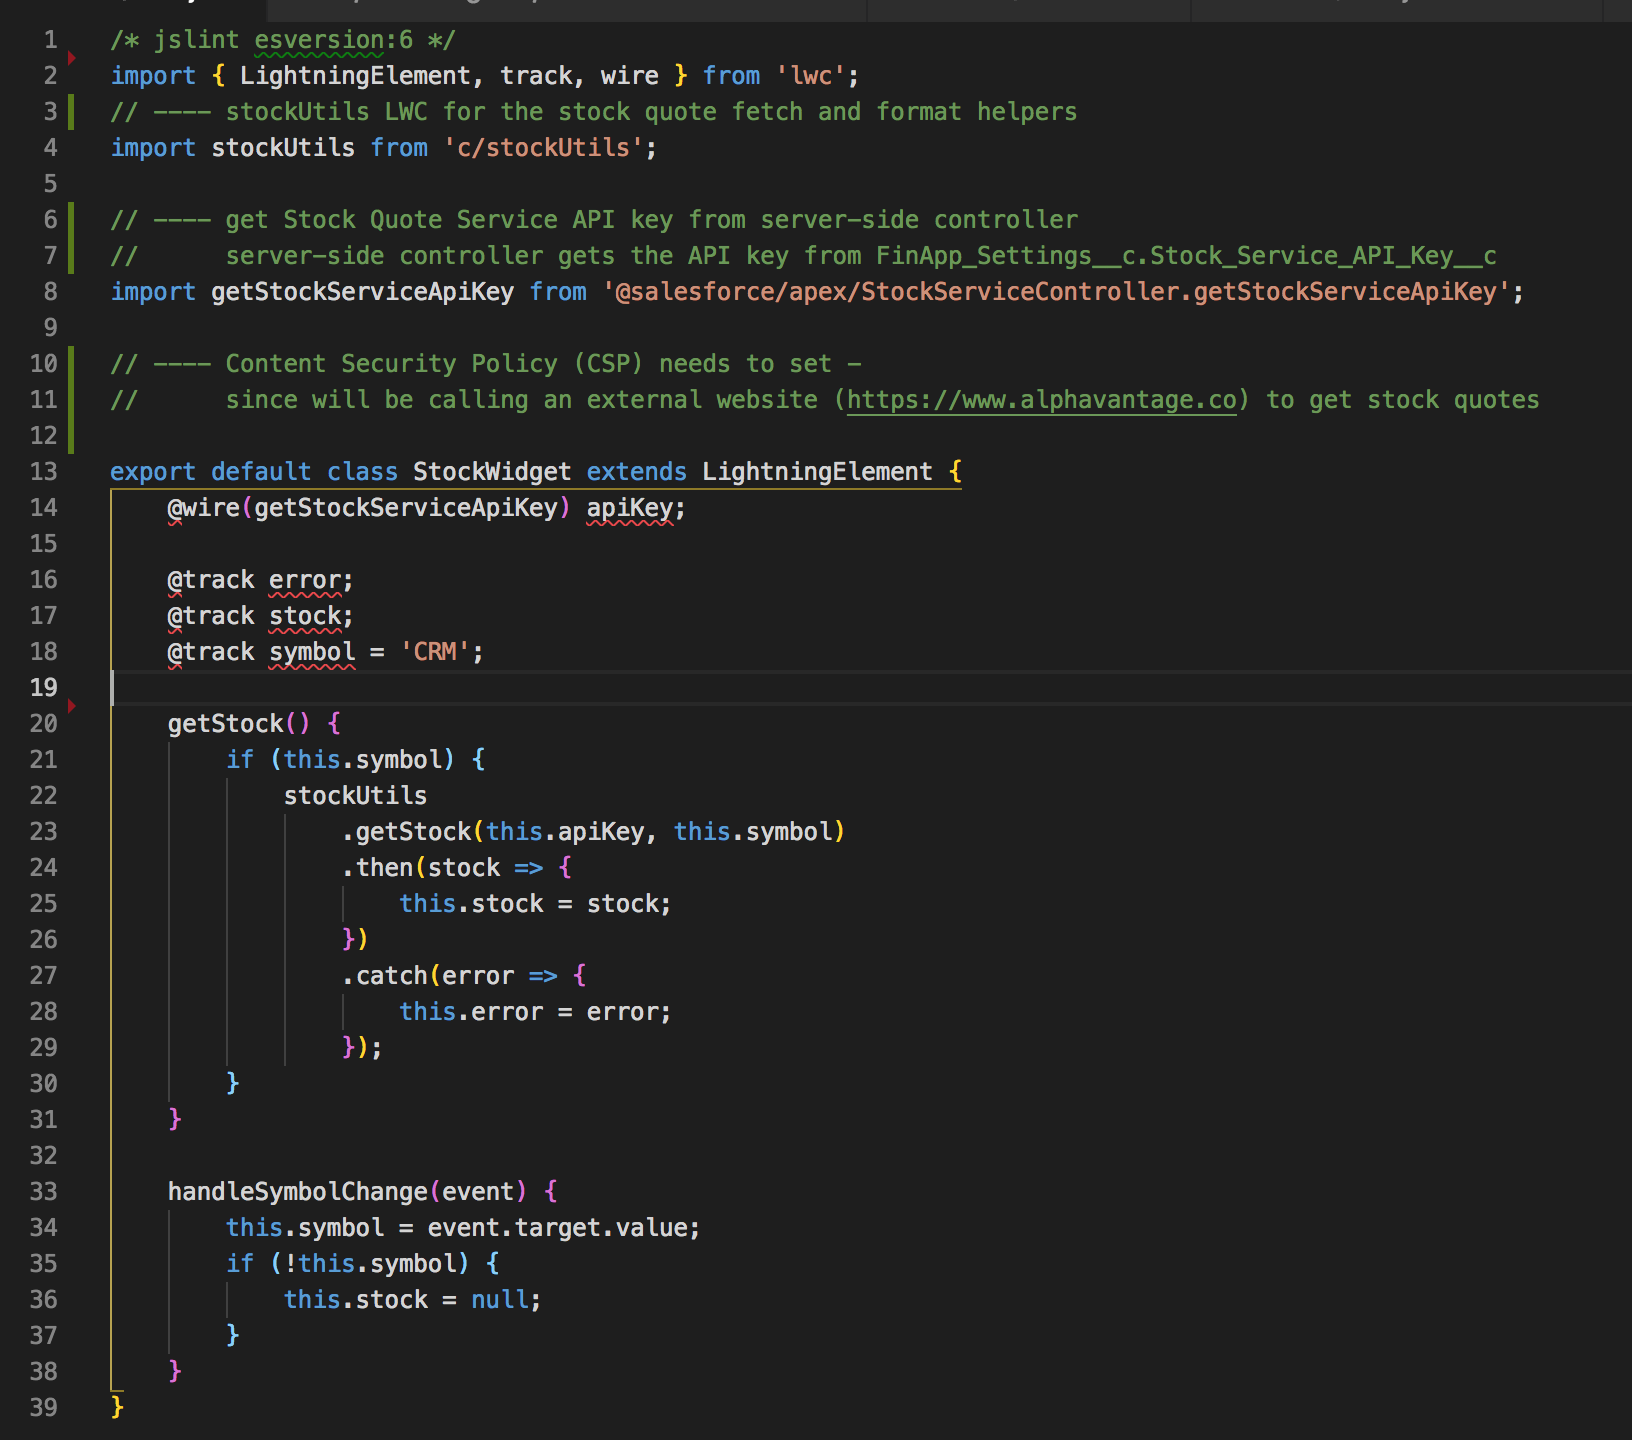 1 /* jslint esversion:6 */
2 import { LightningElement, track, wire } from 'lwc';
3 // ---- stockUtils LWC for the stock quote fetch and format helpers
4 import stockUtils from 'c/stockUtils';
5
6 // ---- get Stock Quote Service API key from server-side controller
7 //      server-side controller gets the API key from FinApp_Settings__c.Stock_Service_API_Key__c
8 import getStockServiceApiKey from '@salesforce/apex/StockServiceController.getStockServiceApiKey';
9
10 // ---- Content Security Policy (CSP) needs to set -
11 //      since will be calling an external website (https://www.alphavantage.co) to get stock quotes
12
13 export default class StockWidget extends LightningElement {
14     @wire(getStockServiceApiKey) apiKey;
15
16     @track error;
17     @track stock;
18     @track symbol = 'CRM';
19
20     getStock() {
21         if (this.symbol) {
22             stockUtils
23                 .getStock(this.apiKey, this.symbol)
24                 .then(stock => {
25                     this.stock = stock;
26                 })
27                 .catch(error => {
28                     this.error = error;
29                 });
30         }
31     }
32
33     handleSymbolChange(event) {
34         this.symbol = event.target.value;
35         if (!this.symbol) {
36             this.stock = null;
37         }
38     }
39 }